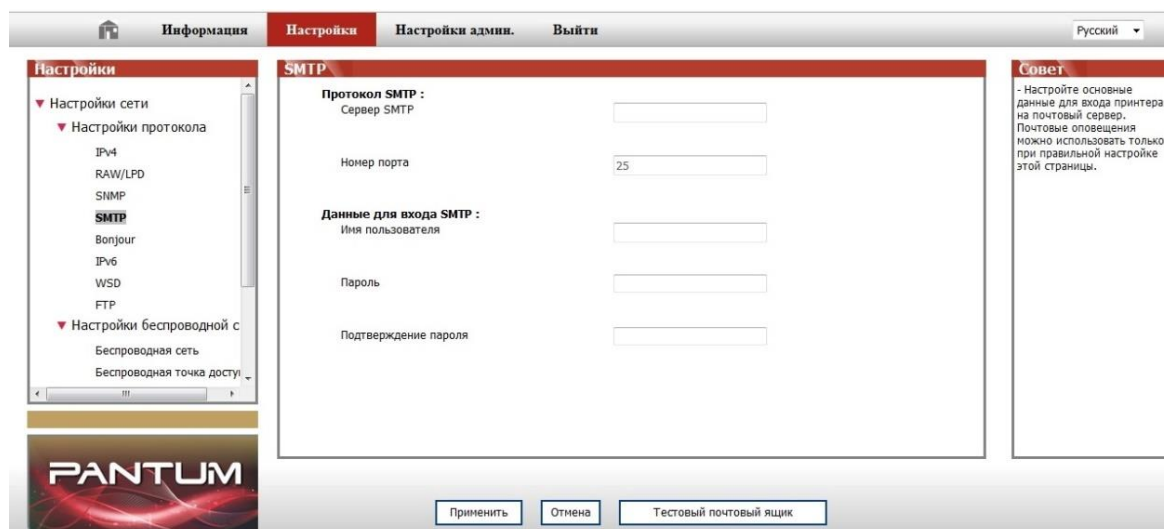 Информация
Настройки
Настройки админ.
Выйти
Русский
Настройки
Настройки сети
Настройки протокола
IPv4
RAW/LPD
SNMP
SMTP
Bonjour
IPv6
WSD
FTP
Настройки беспроводной с
Беспроводная сеть
Беспроводная точка досту
PANTUM
SMTP
Протокол SMTP :
Сервер SMTP
Номер порта
25
Данные для входа SMTP :
Имя пользователя
Пароль
Подтверждение пароля
Применить
Отмена
Тестовый почтовый ящик
Совет
- Настройте основные
данные для входа принтера
на почтовый сервер.
Почтовые оповещения
можно использовать только
при правильной настройке
этой страницы.